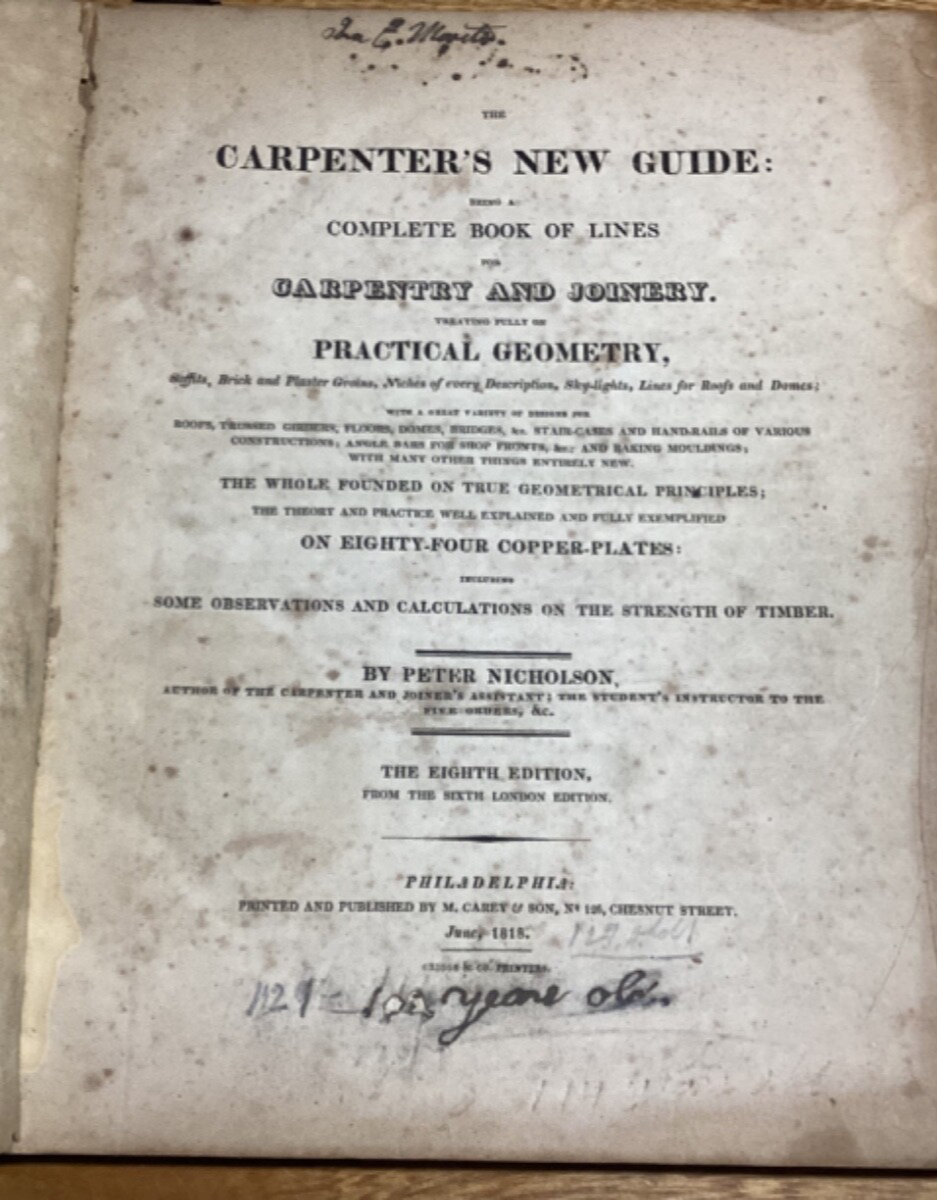 THE
CARPENTER'S NEW GUIDE:
BEING A
COMPLETE BOOK OF LINES
FOR
CARPENTRY AND JOINERY.
TREATING FULLY ON
PRACTICAL GEOMETRY,
Soffits, Brick and Plaster Groins, Niches of every Description, Sky-lights, Lines for Roofs and Domes;
WITH A GREAT VARIETY OF DESIGNS FOR
ROOFS, TRUSSED GIRDERS, FLOORS, DOMES, BRIDGES, &c. STAIR-CASES AND HAND-RAILS OF VARIOUS
CONSTRUCTIONS; ANGLE BARS FOR SHOP FRONTS, &c.; AND RAKING MOULDINGS;
WITH MANY OTHER THINGS ENTIRELY NEW.
THE WHOLE FOUNDED ON TRUE GEOMETRICAL PRINCIPLES;
THE THEORY AND PRACTICE WELL EXPLAINED AND FULLY EXEMPLIFIED
ON EIGHTY-FOUR COPPER-PLATES:
INCLUDING
SOME OBSERVATIONS AND CALCULATIONS ON THE STRENGTH OF TIMBER.
BY PETER NICHOLSON,
AUTHOR OF THE CARPENTER AND JOINER'S ASSISTANT; THE STUDENT'S INSTRUCTOR TO THE
FIVE ORDERS, &c.
THE EIGHTH EDITION,
FROM THE SIXTH LONDON EDITION.
PHILADELPHIA:
PRINTED AND PUBLISHED BY M. CAREY & SON, No 126, CHESNUT STREET.
June, 1818.
& CO. PRINTERS.
129 - years old